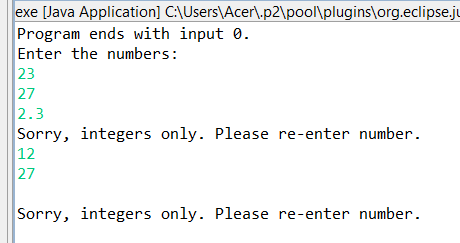 exe [Java Application] C:\Users\Acer\.p2\pool\plugins\org.eclipse.ju
Program ends with input 0.
Enter the numbers:
23
27
2.3
Sorry, integers only. Please re-enter number.
12
27
Sorry, integers only. Please re-enter number.